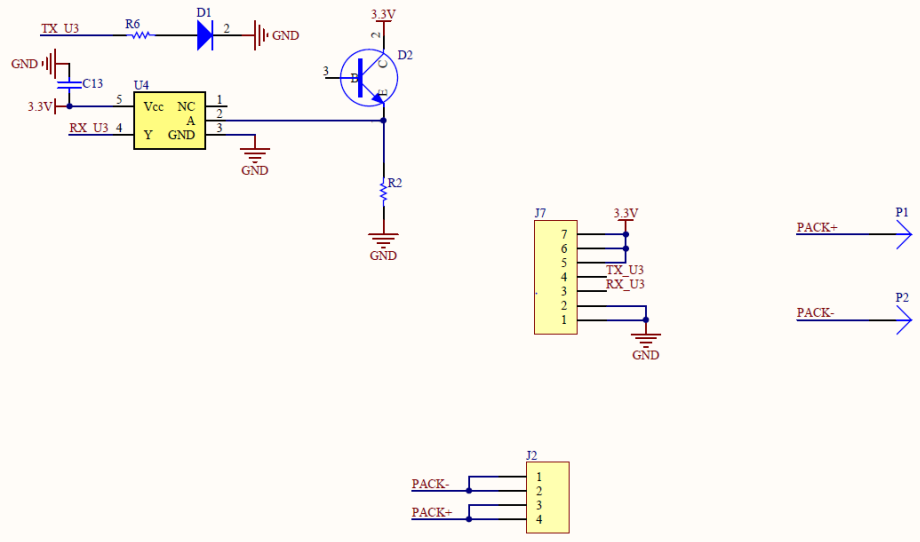 3.3V
TX_U3
R6
D1
2
GND
2
C
D2
3
B
E
GND
C13
U4
3.3V
5
Vcc
NC
1
A
2
RX_U3
4
Y
GND
3
GND
R2
GND
J7
3.3V
7
6
5
4
TX_U3
3
RX_U3
2
1
GND
P1
PACK+
P2
PACK-
J2
PACK-
1
2
PACK+
3
4